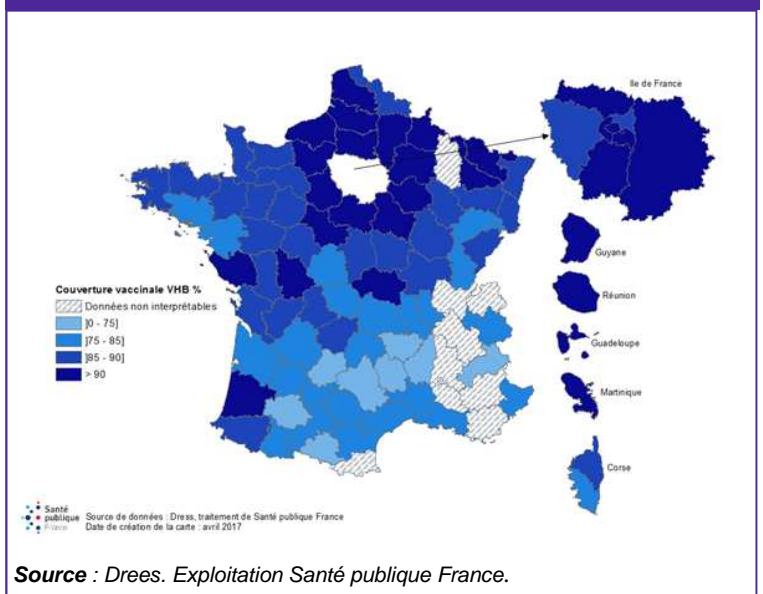 Ile de France
Guyane
Réunion
Guadeloupe
Martinique
Corse
Couverture vaccinale VHB %
Données non interprétables
]0 - 75]
]75 - 85]
]85 - 90]
> 90
Santé
publique
France
Source de données : Dress, traitement de Santé publique France
Date de création de la carte : avril 2017
Source : Drees. Exploitation Santé publique France.